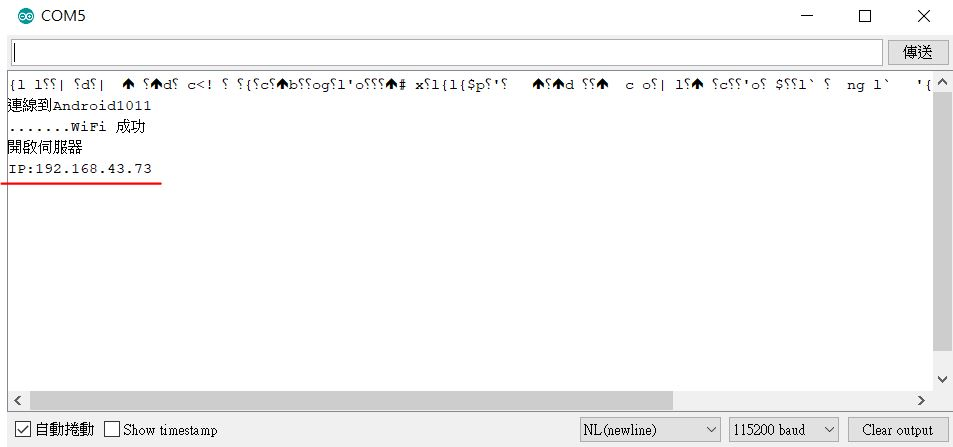 COM5
傳送
連線到Android1011
.......WiFi 成功
開啟伺服器
IP:192.168.43.73
自動捲動
Show timestamp
NL(newline)
115200 baud
Clear output